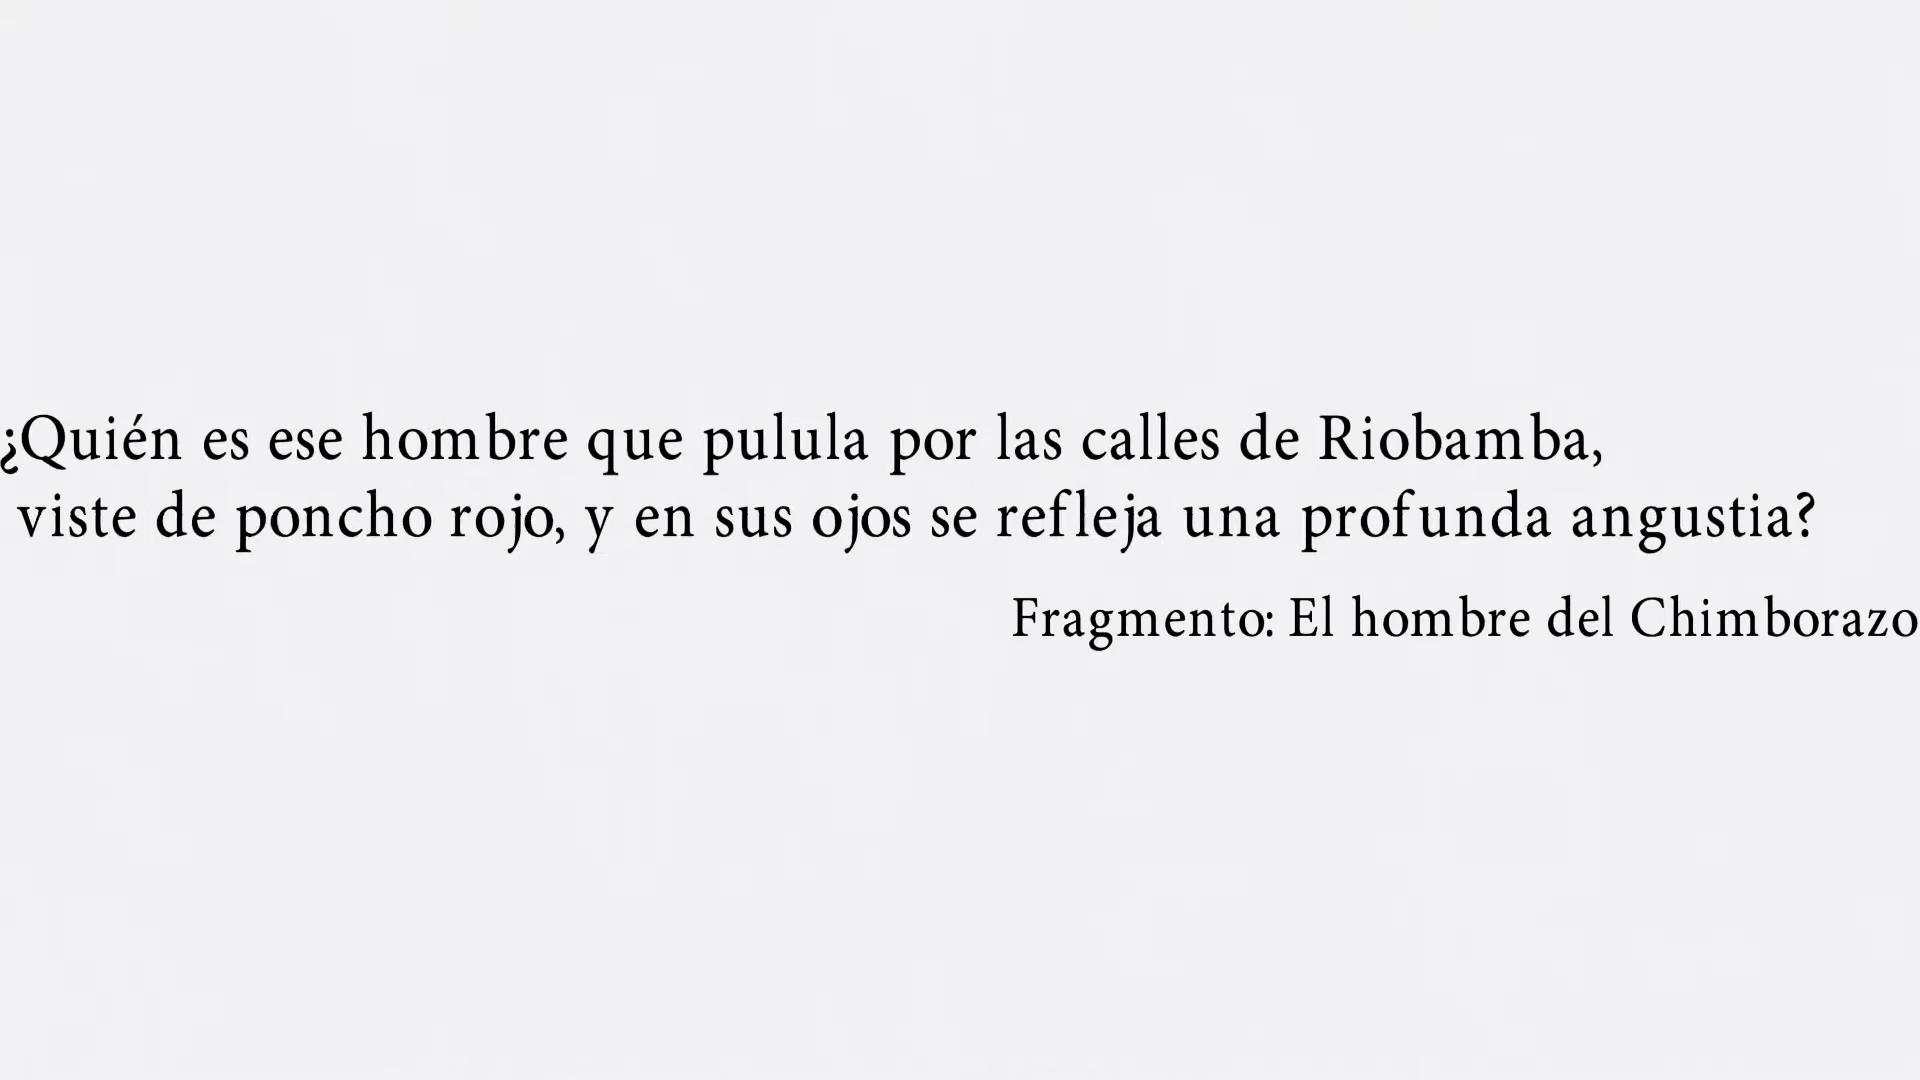 ¿Quién es ese hombre que pulula por las calles de Riobamba,
viste de poncho rojo, y en sus ojos se refleja una profunda angustia?
Fragmento: El hombre del Chimborazo